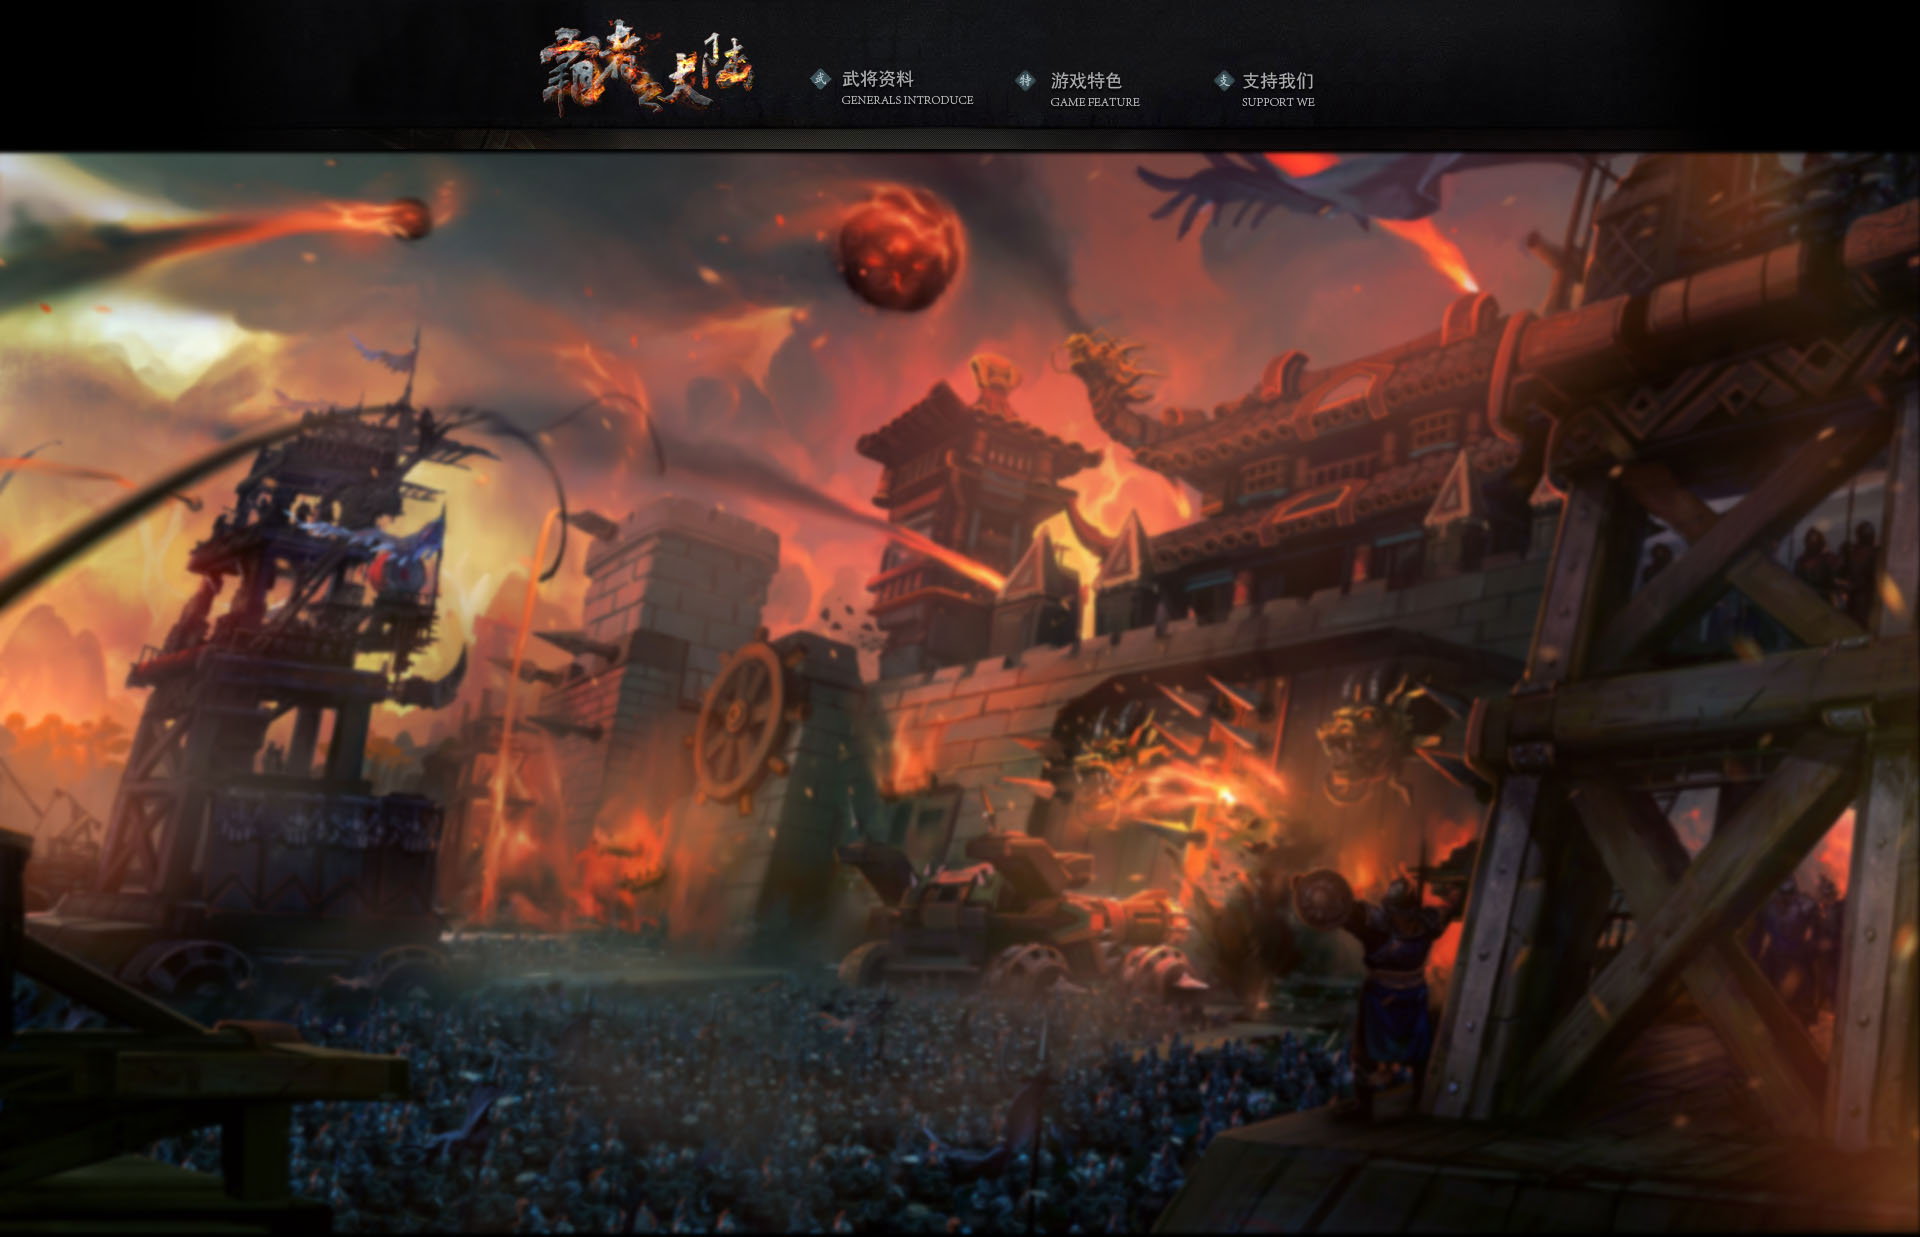 霸者大陆
武 武将资料
GENERALS INTRODUCE
特 游戏特色
GAME FEATURE
支 支持我们
SUPPORT WE